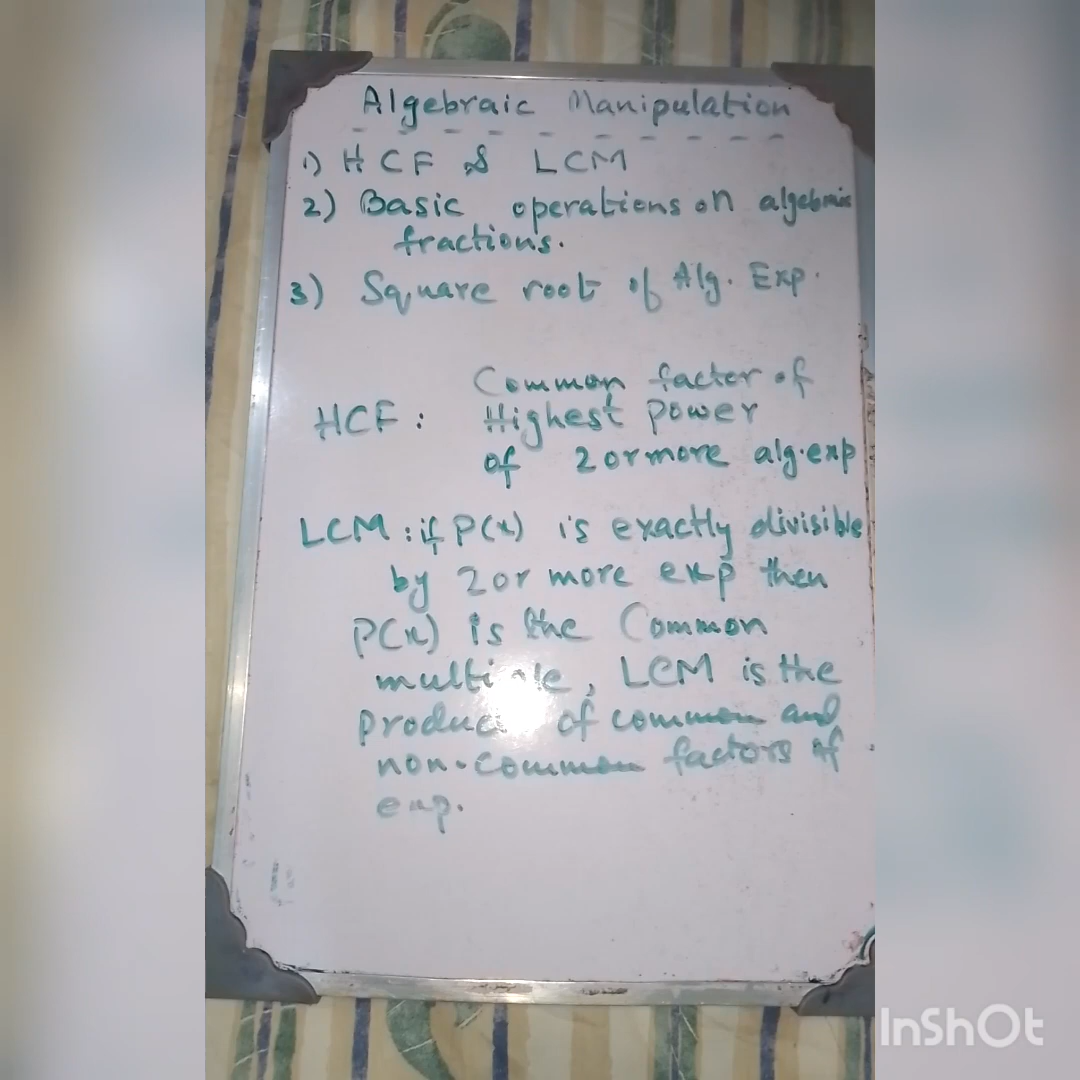 Algebraic Manipulation
1) HCF & LCM
2) Basic operations on algebraic
fractions.
3) Square root of Alg. Exp.
Common factor of
HCF : Highest power
of 2 or more alg. exp
LCM : if P(x) is exactly divisible
by 2 or more exp then
P(x) is the Common
multiple, LCM is the
product of common and
non-common factors of
exp.
InShOt